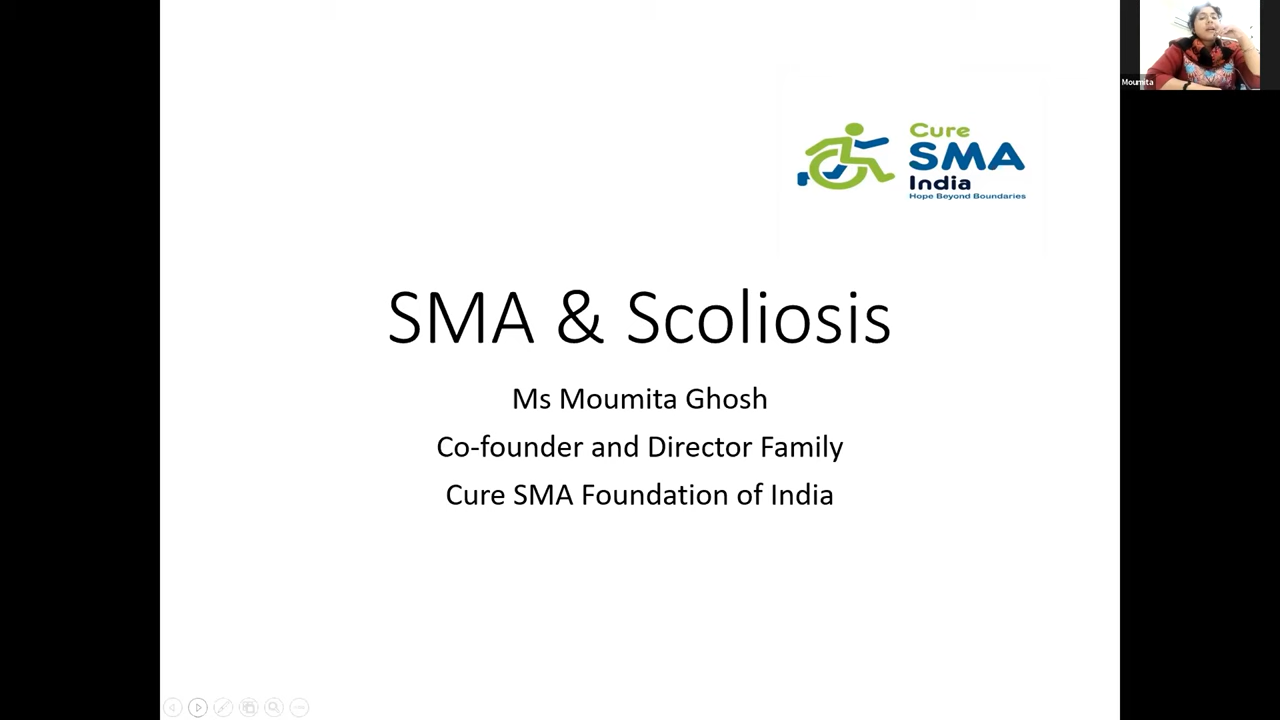 Moumita
Cure
SMA
India
Hope Beyond Boundaries
SMA & Scoliosis
Ms Moumita Ghosh
Co-founder and Director Family
Cure SMA Foundation of India